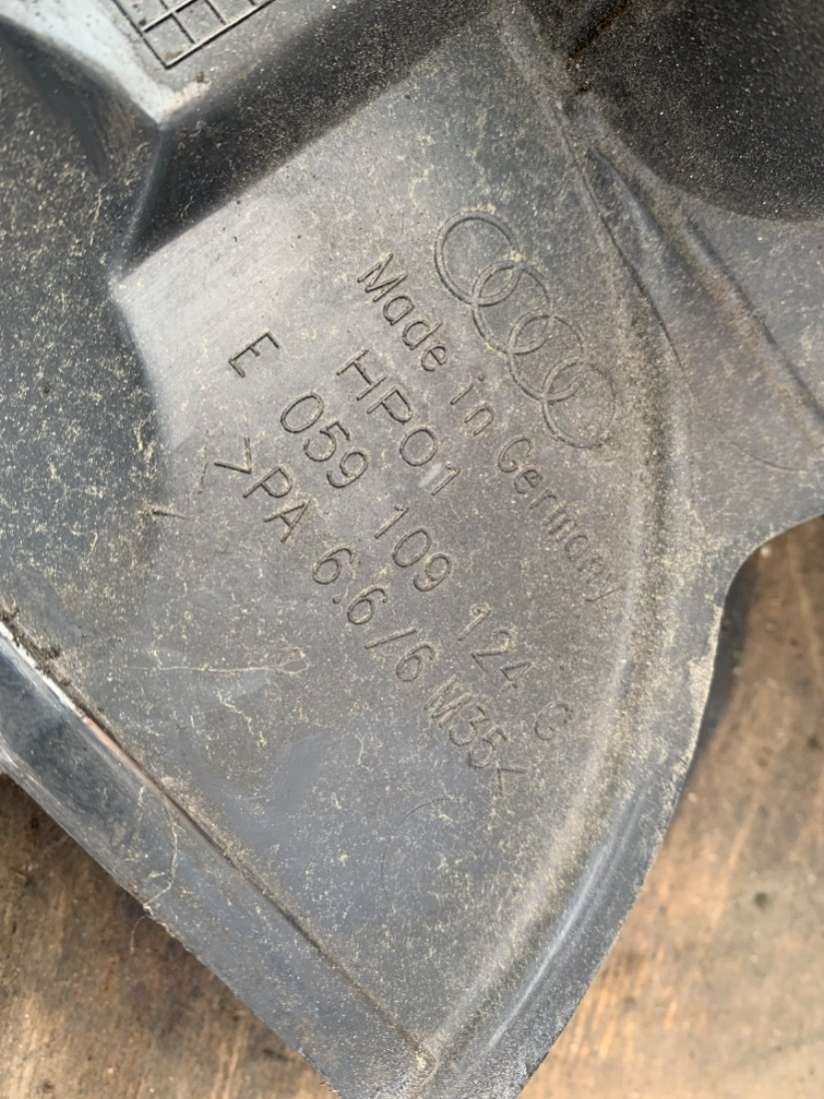 Made in Germany
HP01
E 059 109 124 C
>PA 6.6/6 M35<